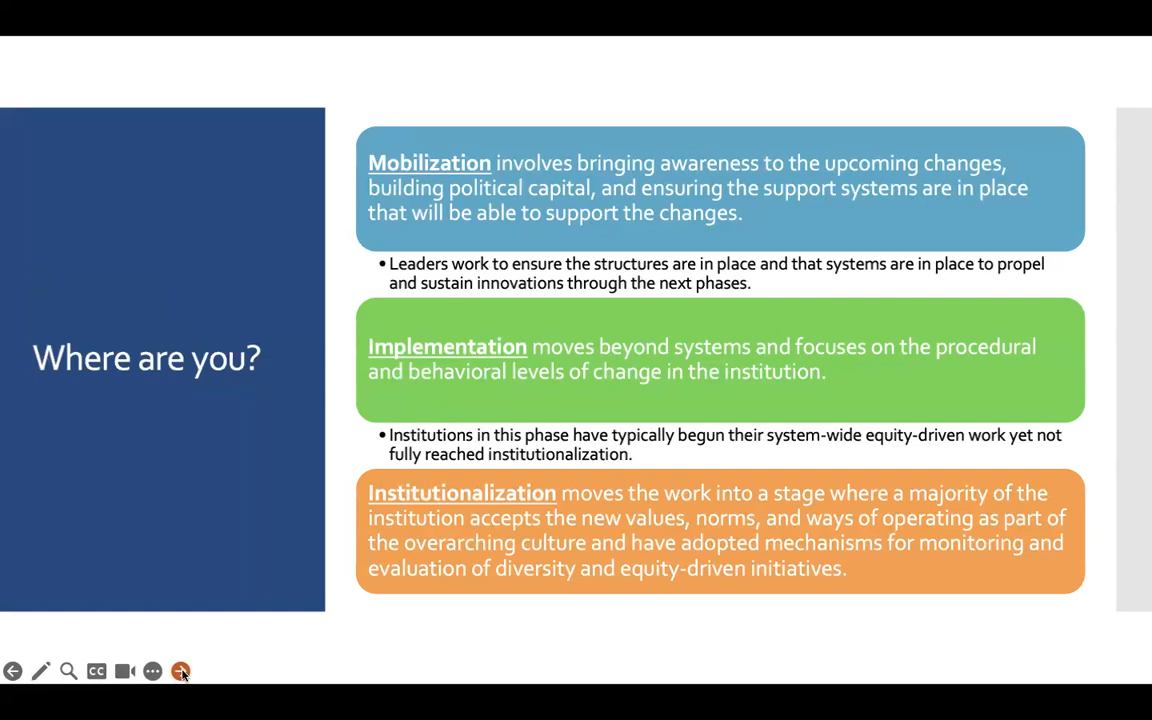 Where are you?
Mobilization involves bringing awareness to the upcoming changes,
building political capital, and ensuring the support systems are in place
that will be able to support the changes.
• Leaders work to ensure the structures are in place and that systems are in place to propel
and sustain innovations through the next phases.
Implementation moves beyond systems and focuses on the procedural
and behavioral levels of change in the institution.
• Institutions in this phase have typically begun their system-wide equity-driven work yet not
fully reached institutionalization.
Institutionalization moves the work into a stage where a majority of the
institution accepts the new values, norms, and ways of operating as part of
the overarching culture and have adopted mechanisms for monitoring and
evaluation of diversity and equity-driven initiatives.
CC